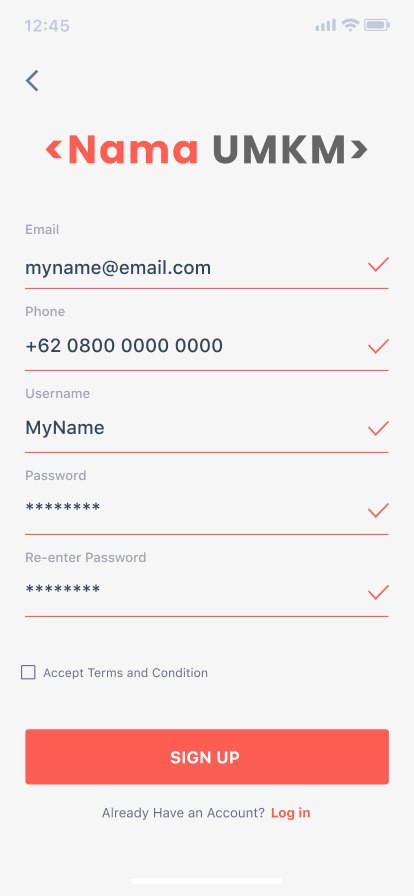 12:45
<Nama UMKM>
Email
myname@email.com
Phone
+62 0800 0000 0000
Username
MyName
Password
********
Re-enter Password
********
Accept Terms and Condition
SIGN UP
Already Have an Account? Log in